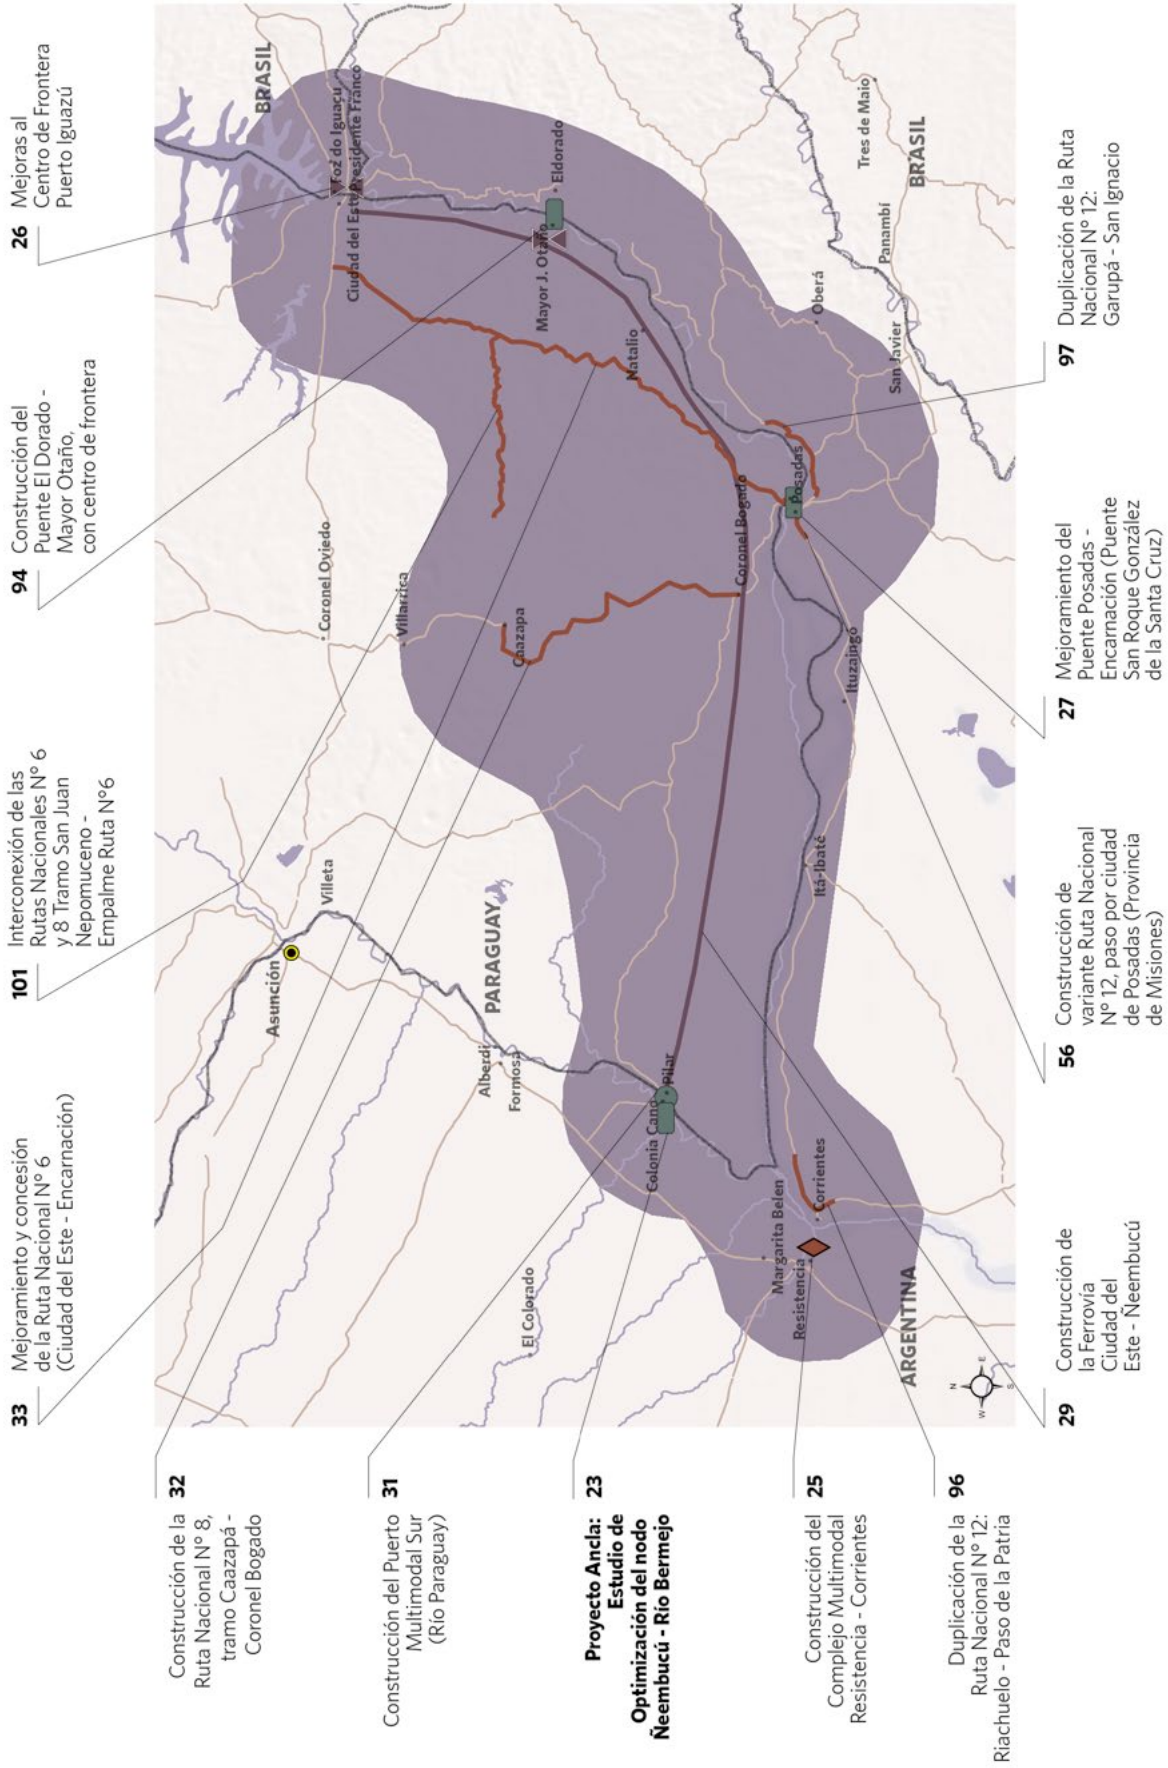 33
Mejoramiento y concesión
de la Ruta Nacional N° 6
(Ciudad del Este - Encarnación)
101
Interconexión de las
Rutas Nacionales N° 6
y 8 Tramo San Juan
Nepomuceno -
Empalme Ruta N°6
94
Construcción del
Puente El Dorado -
Mayor Otaño,
con centro de frontera
26
Mejoras al
Centro de Frontera
Puerto Iguazú
32
Construcción de la
Ruta Nacional N° 8,
tramo Caazapá -
Coronel Bogado
31
Construcción del Puerto
Multimodal Sur
(Río Paraguay)
23
Proyecto Ancla:
Estudio de
Optimización del nodo
Ñeembucú - Río Bermejo
25
Construcción del
Complejo Multimodal
Resistencia - Corrientes
96
Duplicación de la
Ruta Nacional N° 12:
Riachuelo - Paso de la Patria
BRASIL
Foz do Iguaçu
Presidente Franco
Ciudad del Este
Asunción
Villeta
Coronel Oviedo
Villarrica
PARAGUAY
Alberdi
Formosa
Caazapa
El Colorado
Mayor J. Otaño
Eldorado
Natalio
Colonia Cano
Pilar
Coronel Bogado
Posadas
Margarita Belen
Resistencia
Corrientes
Itá-Ibaté
Ituzaingó
Oberá
San Javier
Panambí
Tres de Maio
BRASIL
ARGENTINA
N
W
E
S
29
Construcción de
la Ferrovía
Ciudad del
Este - Ñeembucú
56
Construcción de
variante Ruta Nacional
N° 12, paso por ciudad
de Posadas (Provincia
de Misiones)
27
Mejoramiento del
Puente Posadas -
Encarnación (Puente
San Roque González
de la Santa Cruz)
97
Duplicación de la Ruta
Nacional N° 12:
Garupá - San Ignacio